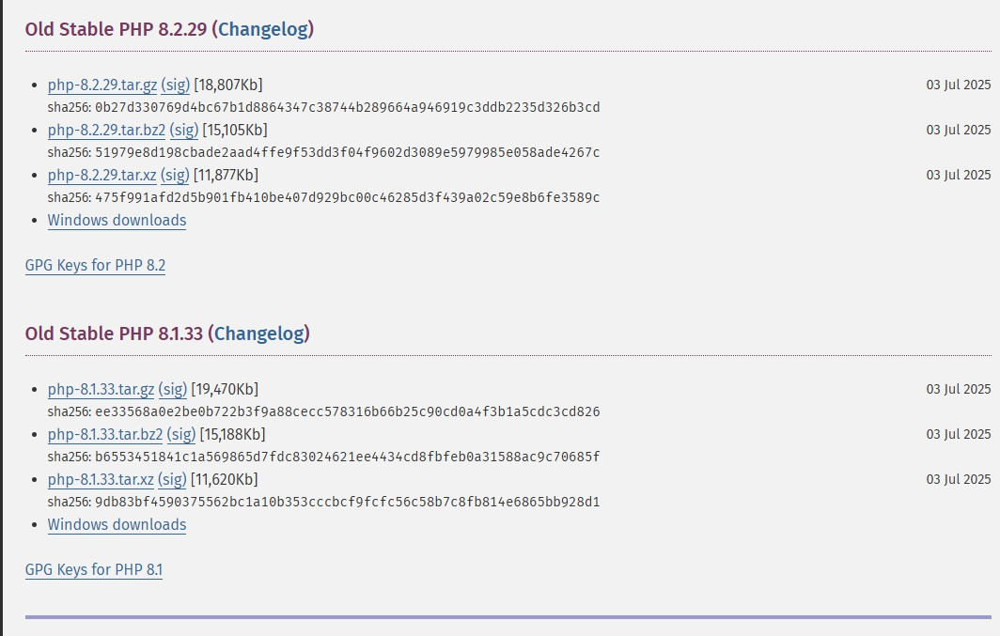 Old Stable PHP 8.2.29 (Changelog)
php-8.2.29.tar.gz (sig) [18,807Kb] 03 Jul 2025
sha256: 0b27d330769d4bc67b1d8864347c38744b289664a946919c3ddb2235d326b3cd
php-8.2.29.tar.bz2 (sig) [15,105Kb] 03 Jul 2025
sha256: 51979e8d198cbade2aad4ffe9f53dd3f04f9602d3089e5979985e058ade4267c
php-8.2.29.tar.xz (sig) [11,877Kb] 03 Jul 2025
sha256: 475f991afd2d5b901fb410be407d929bc00c46285d3f439a02c59e8b6fe3589c
Windows downloads
GPG Keys for PHP 8.2
Old Stable PHP 8.1.33 (Changelog)
php-8.1.33.tar.gz (sig) [19,470Kb] 03 Jul 2025
sha256: ee33568a0e2be0b722b3f9a88cecc578316b66b25c90cd0a4f3b1a5cdc3cd826
php-8.1.33.tar.bz2 (sig) [15,188Kb] 03 Jul 2025
sha256: b6553451841c1a569865d7fdc83024621ee4434cd8fbfeb0a31588ac9c70685f
php-8.1.33.tar.xz (sig) [11,620Kb] 03 Jul 2025
sha256: 9db83bf4590375562bc1a10b353cccbcf9fcfc56c58b7c8fb814e6865bb928d1
Windows downloads
GPG Keys for PHP 8.1